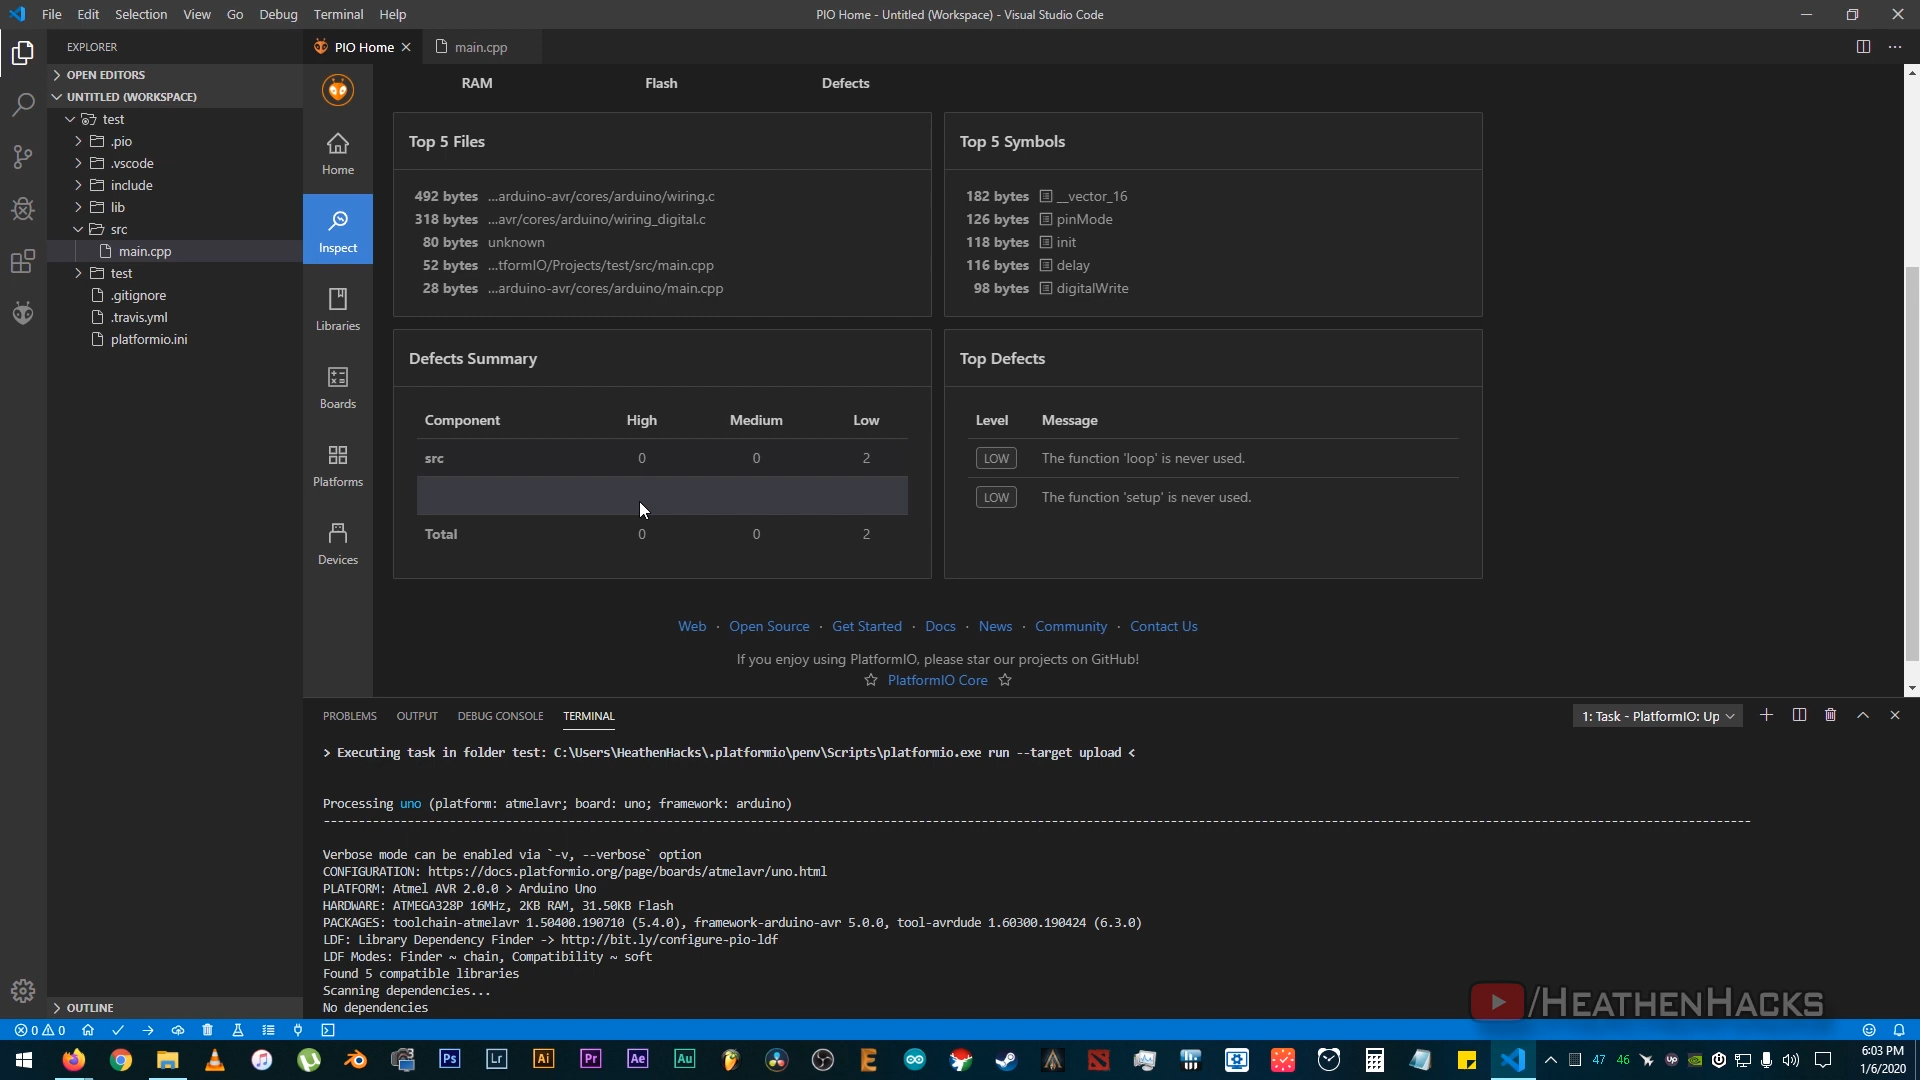 File Edit Selection View Go Debug Terminal Help
PIO Home - Untitled (Workspace) - Visual Studio Code
EXPLORER
OPEN EDITORS
UNTITLED (WORKSPACE)
test
.pio
.vscode
include
lib
src
main.cpp
test
.gitignore
.travis.yml
platformio.ini
OUTLINE
PIO Home
main.cpp
Home
Inspect
Libraries
Boards
Platforms
Devices
RAM Flash Defects
Top 5 Files
492 bytes ...arduino-avr/cores/arduino/wiring.c
318 bytes ...avr/cores/arduino/wiring_digital.c
80 bytes unknown
52 bytes ...tformIO/Projects/test/src/main.cpp
28 bytes ...arduino-avr/cores/arduino/main.cpp
Top 5 Symbols
182 bytes __vector_16
126 bytes pinMode
118 bytes init
116 bytes delay
98 bytes digitalWrite
Defects Summary
Component High Medium Low
src 0 0 2
Total 0 0 2
Top Defects
Level Message
LOW The function 'loop' is never used.
LOW The function 'setup' is never used.
Web · Open Source · Get Started · Docs · News · Community · Contact Us
If you enjoy using PlatformIO, please star our projects on GitHub!
PlatformIO Core
PROBLEMS OUTPUT DEBUG CONSOLE TERMINAL
1: Task - PlatformIO: Up
> Executing task in folder test: C:\Users\HeathenHacks\.platformio\penv\Scripts\platformio.exe run --target upload <
Processing uno (platform: atmelavr; board: uno; framework: arduino)
Verbose mode can be enabled via `-v, --verbose` option
CONFIGURATION: https://docs.platformio.org/page/boards/atmelavr/uno.html
PLATFORM: Atmel AVR 2.0.0 > Arduino Uno
HARDWARE: ATMEGA328P 16MHz, 2KB RAM, 31.50KB Flash
PACKAGES: toolchain-atmelavr 1.50400.190710 (5.4.0), framework-arduino-avr 5.0.0, tool-avrdude 1.60300.190424 (6.3.0)
LDF: Library Dependency Finder -> http://bit.ly/configure-pio-ldf
LDF Modes: Finder ~ chain, Compatibility ~ soft
Found 5 compatible libraries
Scanning dependencies...
No dependencies
/HEATHENHACKS
0 0
Ps Lr Ai Pr Ae Au
47 46
6:03 PM
1/6/2020